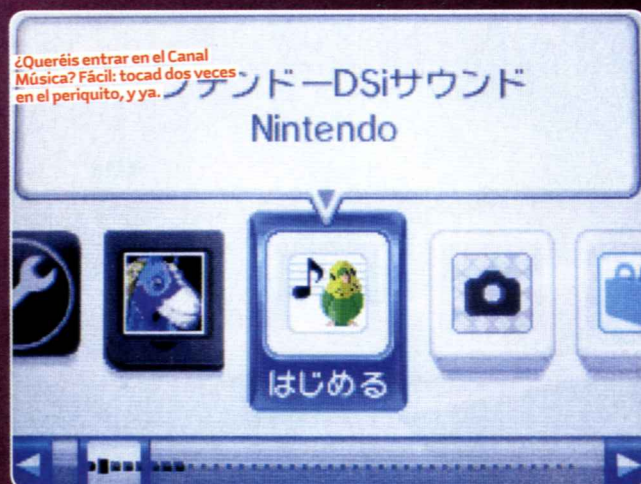 ¿Queréis entrar en el Canal
Música? Fácil: tocad dos veces
en el periquito, y ya.
ンテンドーDSiサウンド
Nintendo
はじめる